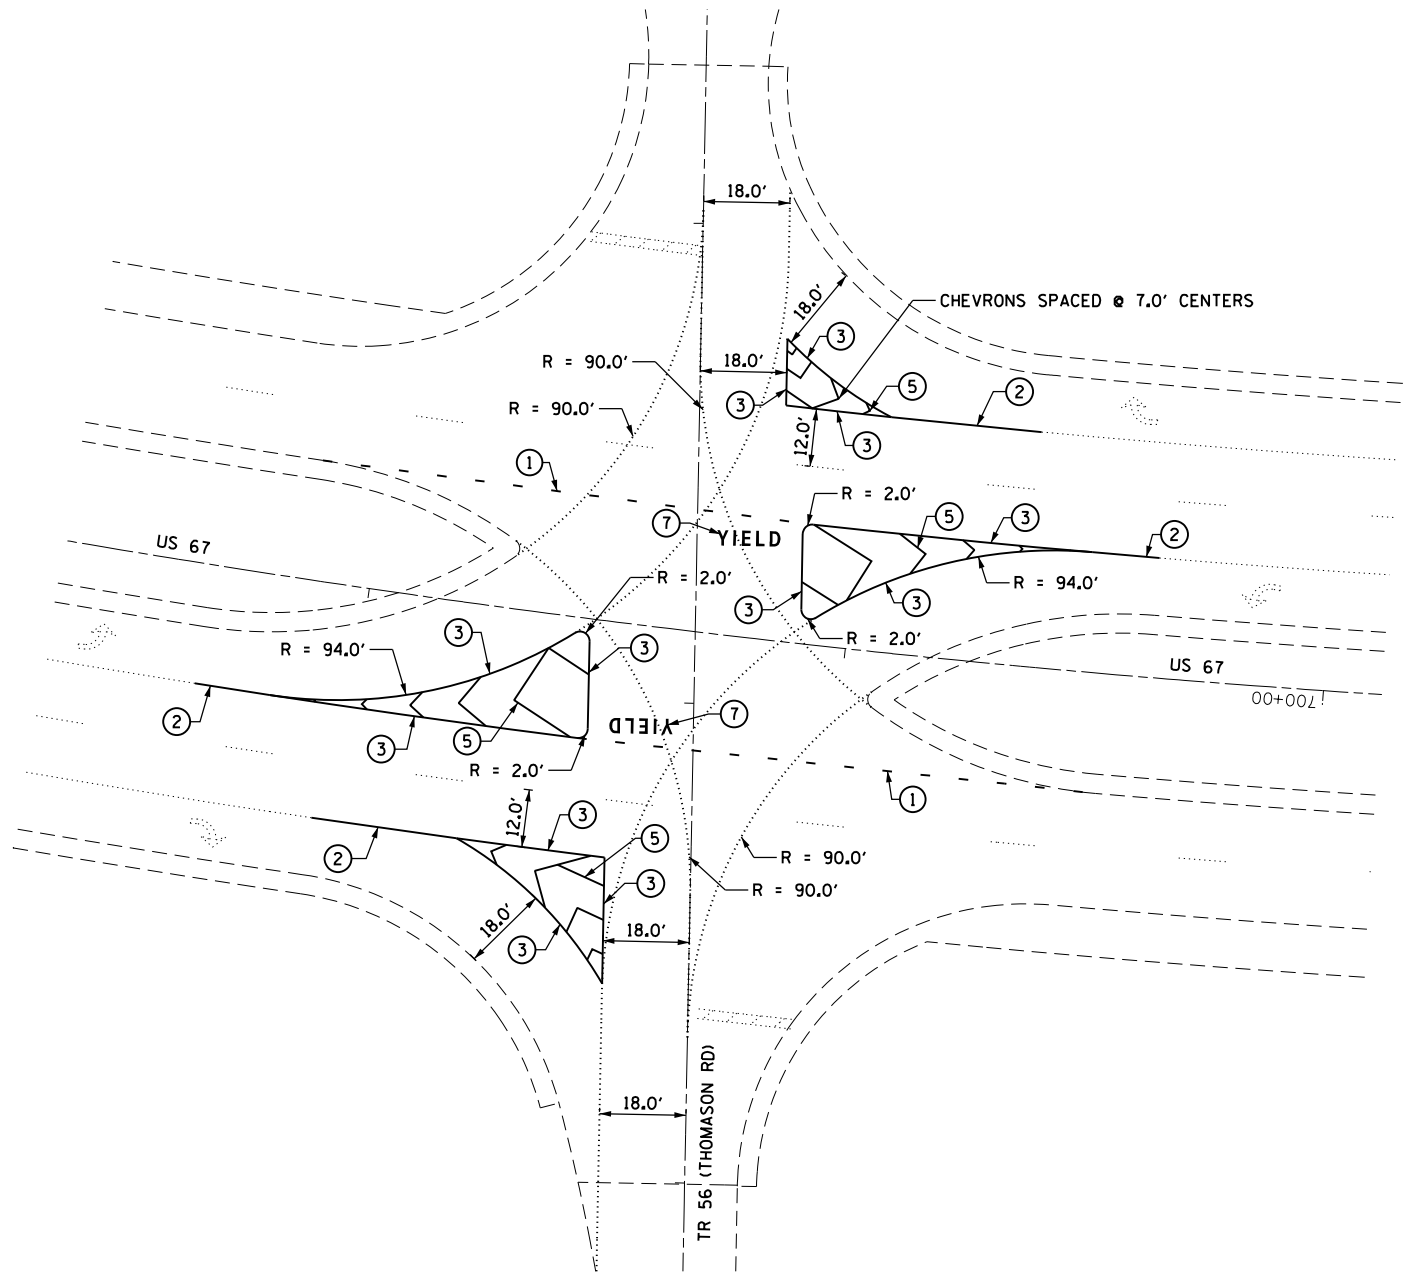 18.0'
18.0'
CHEVRONS SPACED @ 7.0' CENTERS
3
R = 90.0'
18.0'
5
2
R = 90.0'
3
3
12.0'
1
R = 2.0'
7
YIELD
5
3
2
US 67
R = 2.0'
R = 94.0'
3
3
3
R = 2.0'
3
R = 94.0'
US 67
700+00
2
3
5
YIELD
7
R = 2.0'
1
12.0'
3
2
5
R = 90.0'
3
R = 90.0'
18.0'
3
18.0'
18.0'
TR 56 (THOMASON RD)